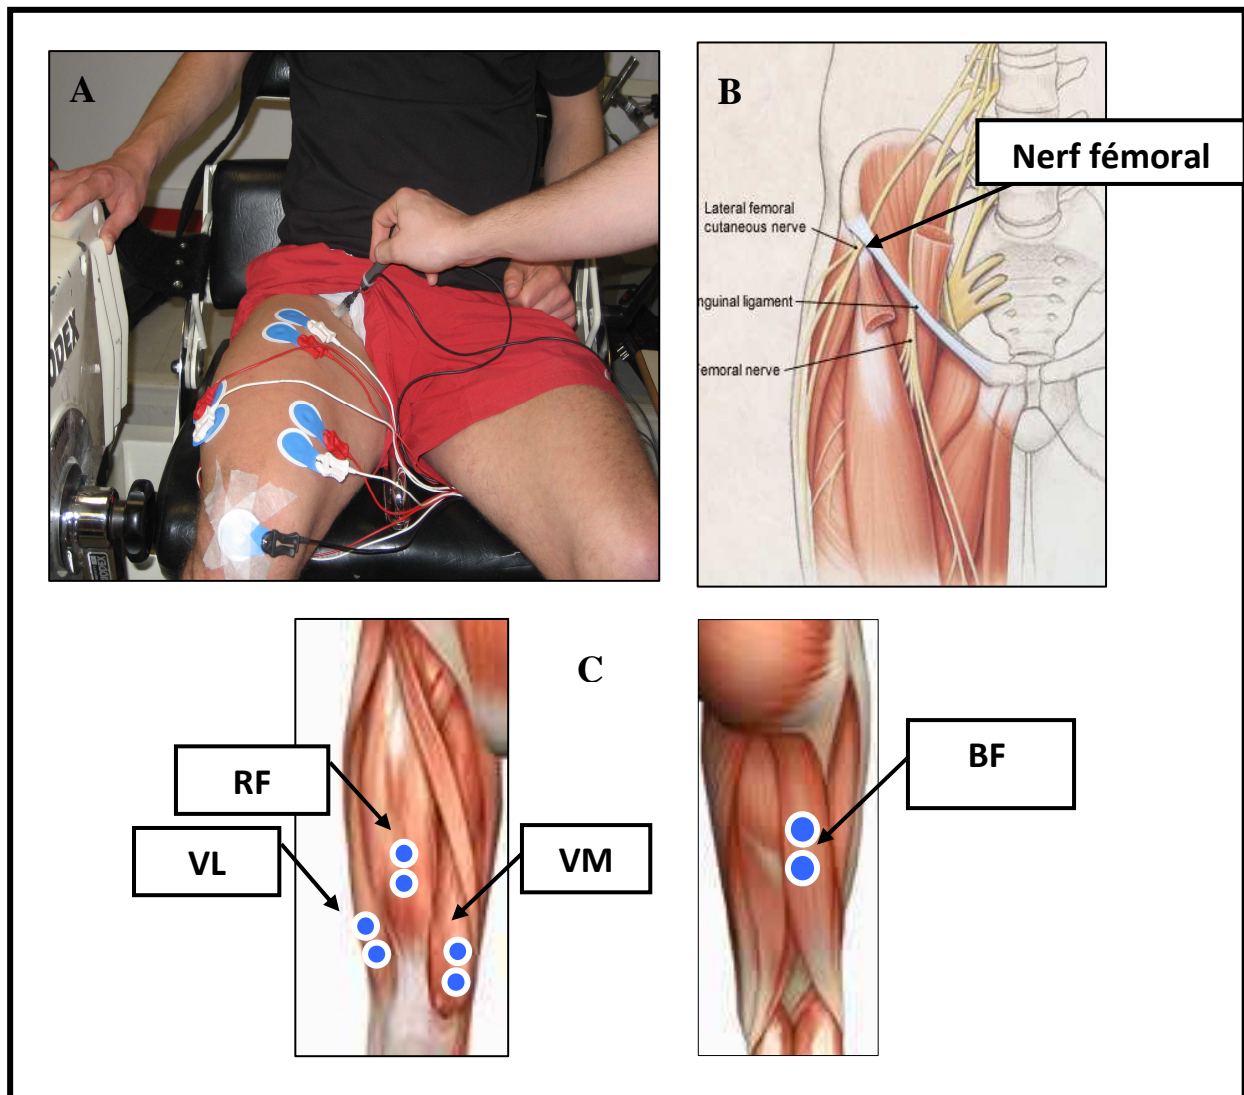 A
B
Nerf fémoral
Lateral femoral
cutaneous nerve
nguinal ligament
emoral nerve
C
RF
VL
VM
BF